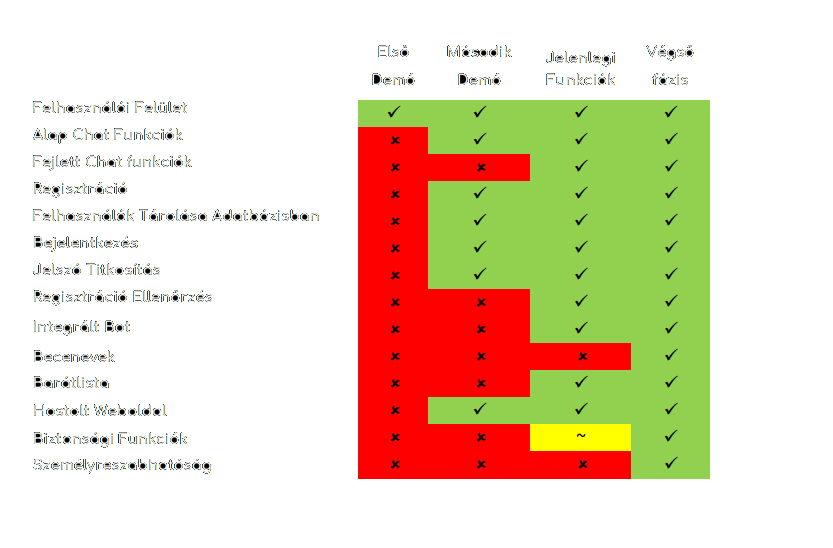 Első Demó Második Demó Jelenlegi Funkciók Végső fázis
Felhasználói Felület ✓ ✓ ✓ ✓
Alap Chat Funkciók × ✓ ✓ ✓
Fejlett Chat funkciók × × ✓ ✓
Regisztráció × ✓ ✓ ✓
Felhasználók Tárolása Adatbázisban × ✓ ✓ ✓
Bejelentkezés × ✓ ✓ ✓
Jelszó Titkosítás × ✓ ✓ ✓
Regisztráció Ellenőrzés × × ✓ ✓
Integrált Bot × × ✓ ✓
Becenevek × × × ✓
Barátlista × × ✓ ✓
Hostolt Weboldal × ✓ ✓ ✓
Biztonsági Funkciók × × ~ ✓
Személyreszabhatóság × × × ✓